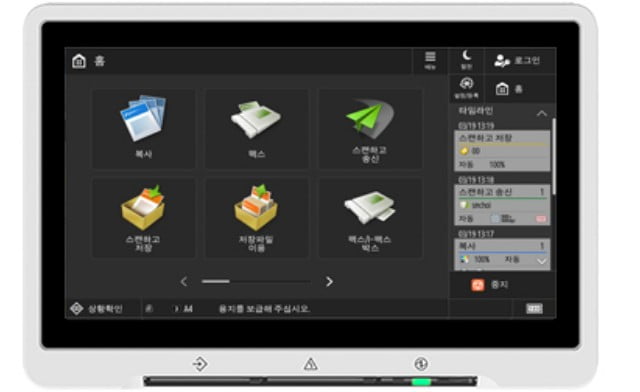 홈
메뉴
절전
로그인
설정/등록
홈
타임라인
03/19 13:19
스캔하고 저장
00
자동 100%
03/19 13:18
스캔하고 송신 1
smchoi
자동
03/19 13:17
복사 1
100% 자동
복사
팩스
스캔하고
송신
스캔하고
저장
저장파일
이용
팩스/I-팩스
박스
중지
상황확인
A4
용지를 보급해 주십시오.